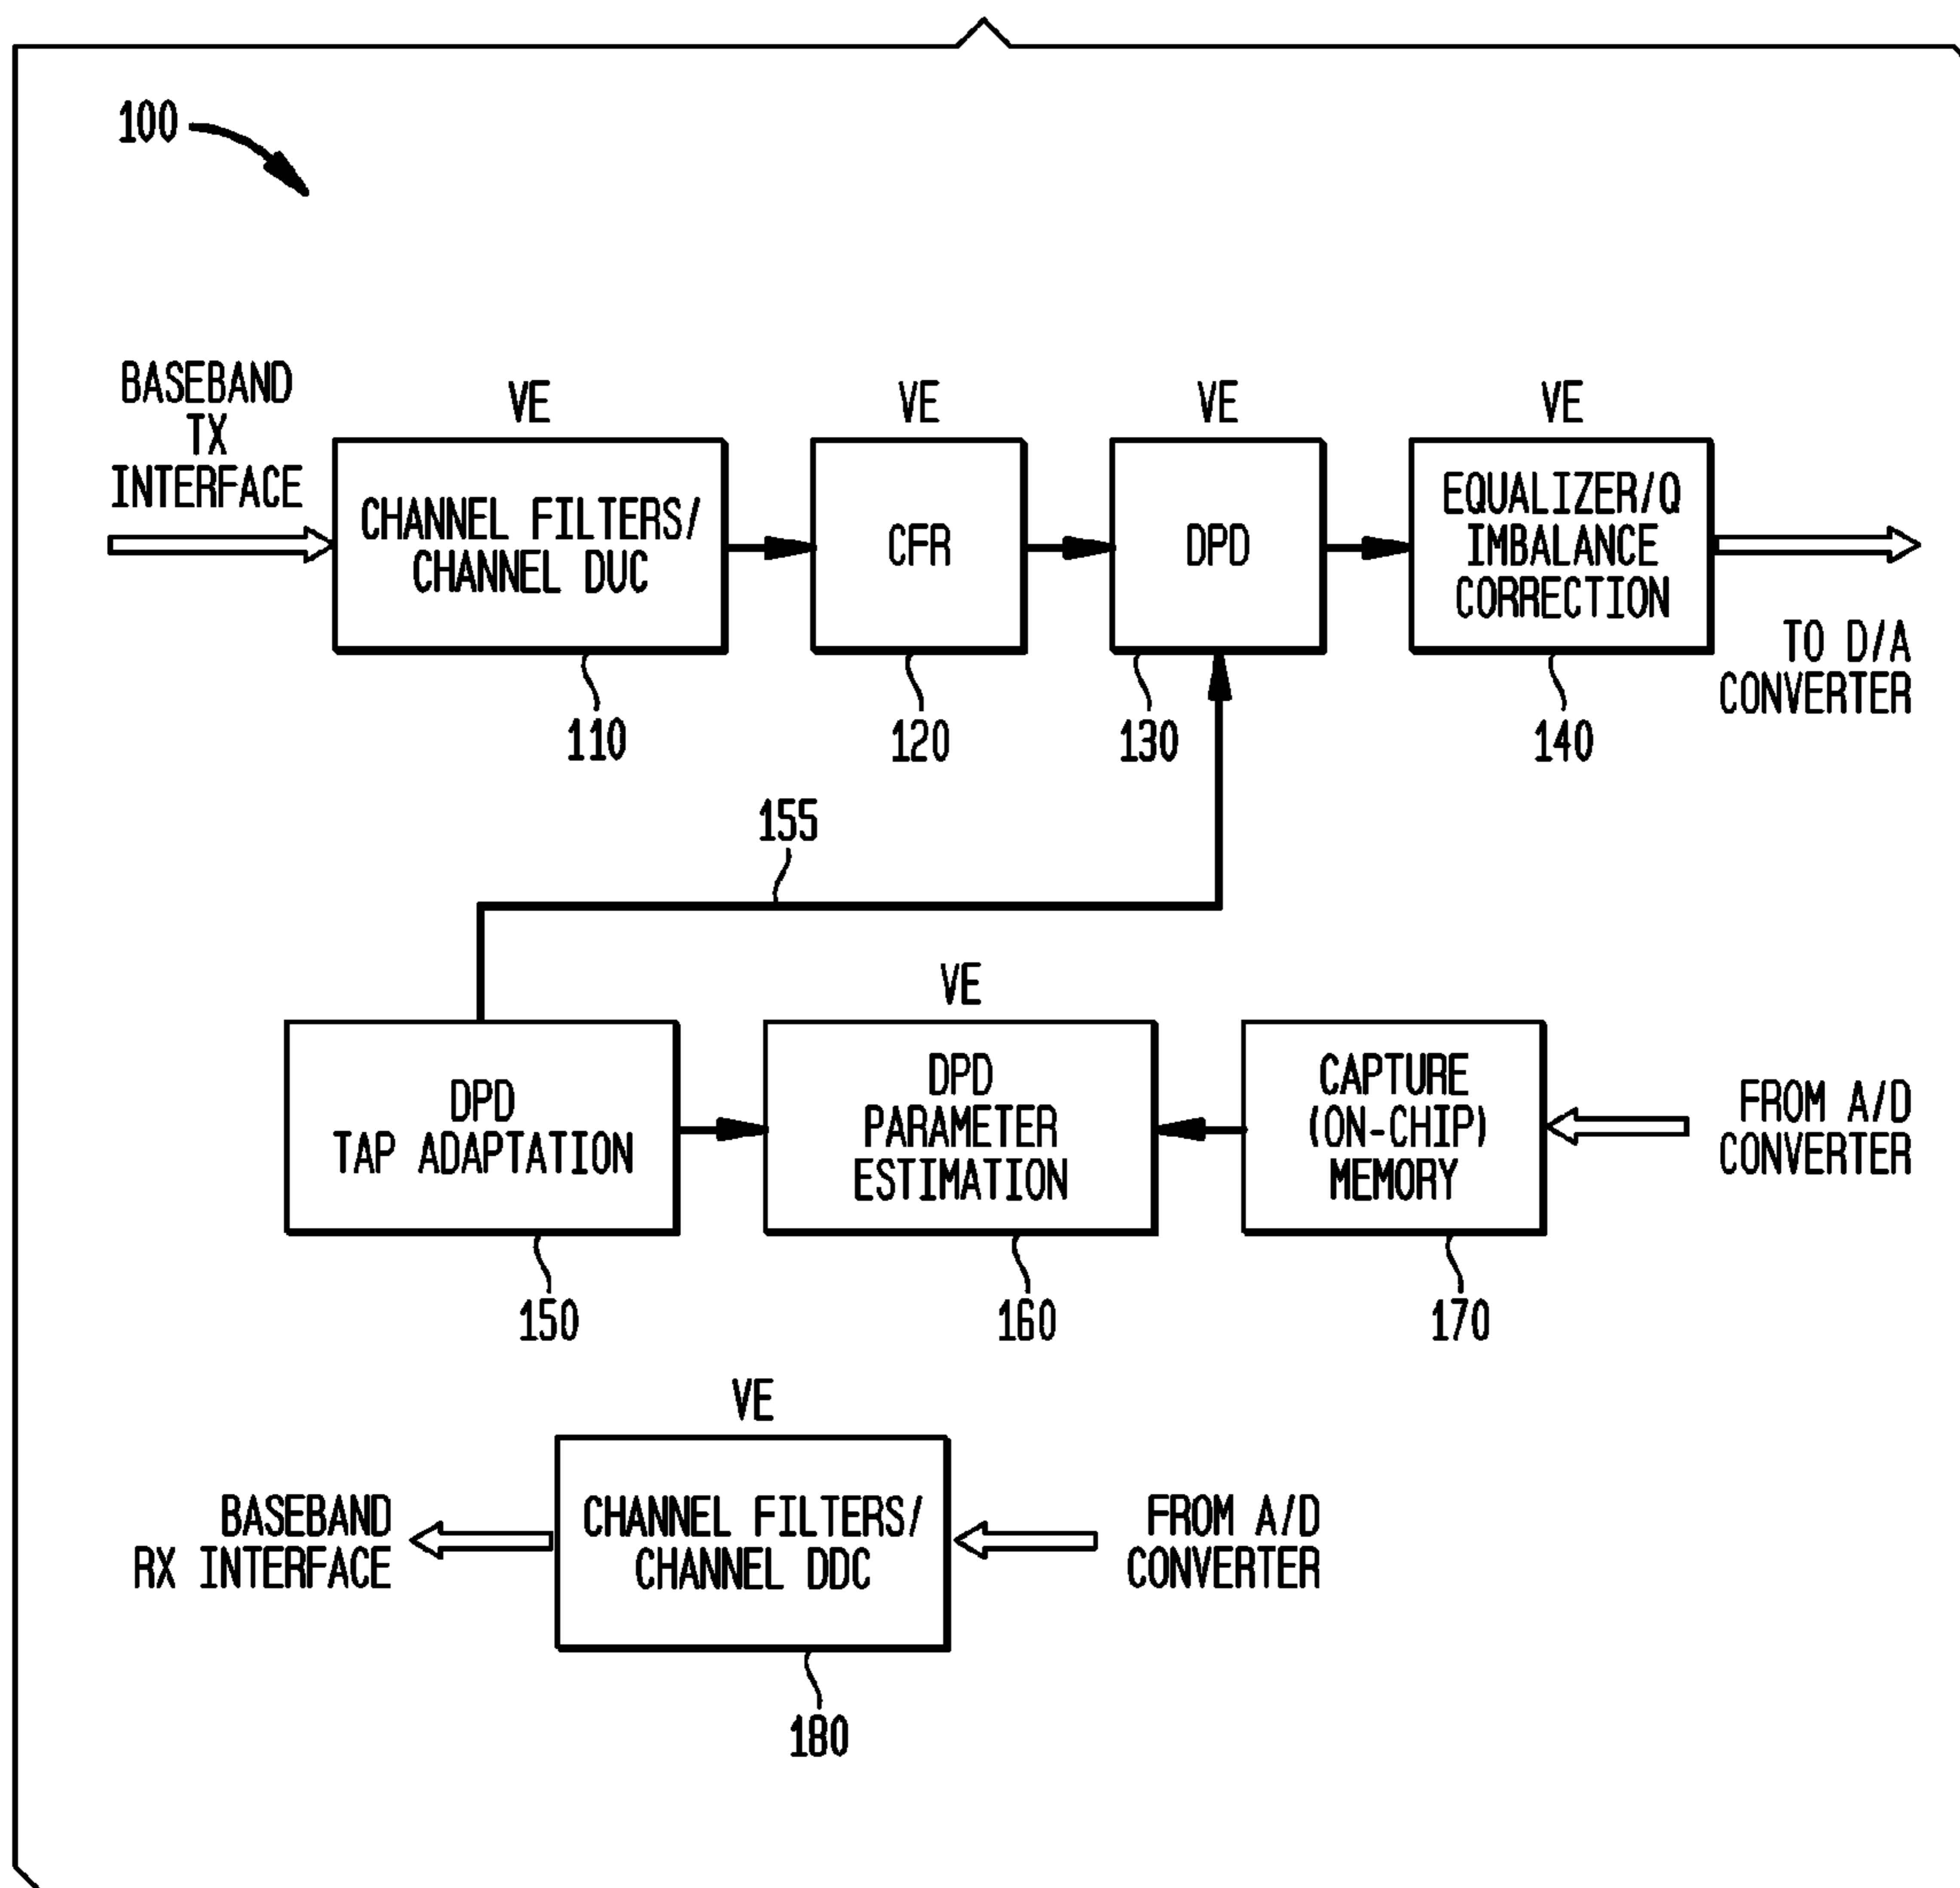 100
BASEBAND
TX
INTERFACE
VE
CHANNEL FILTERS/
CHANNEL DUC
110
VE
CFR
120
VE
DPD
130
VE
EQUALIZER/Q
IMBALANCE
CORRECTION
140
TO D/A
CONVERTER
155
DPD
TAP ADAPTATION
150
VE
DPD
PARAMETER
ESTIMATION
160
CAPTURE
(ON-CHIP)
MEMORY
170
FROM A/D
CONVERTER
BASEBAND
RX INTERFACE
VE
CHANNEL FILTERS/
CHANNEL DDC
180
FROM A/D
CONVERTER